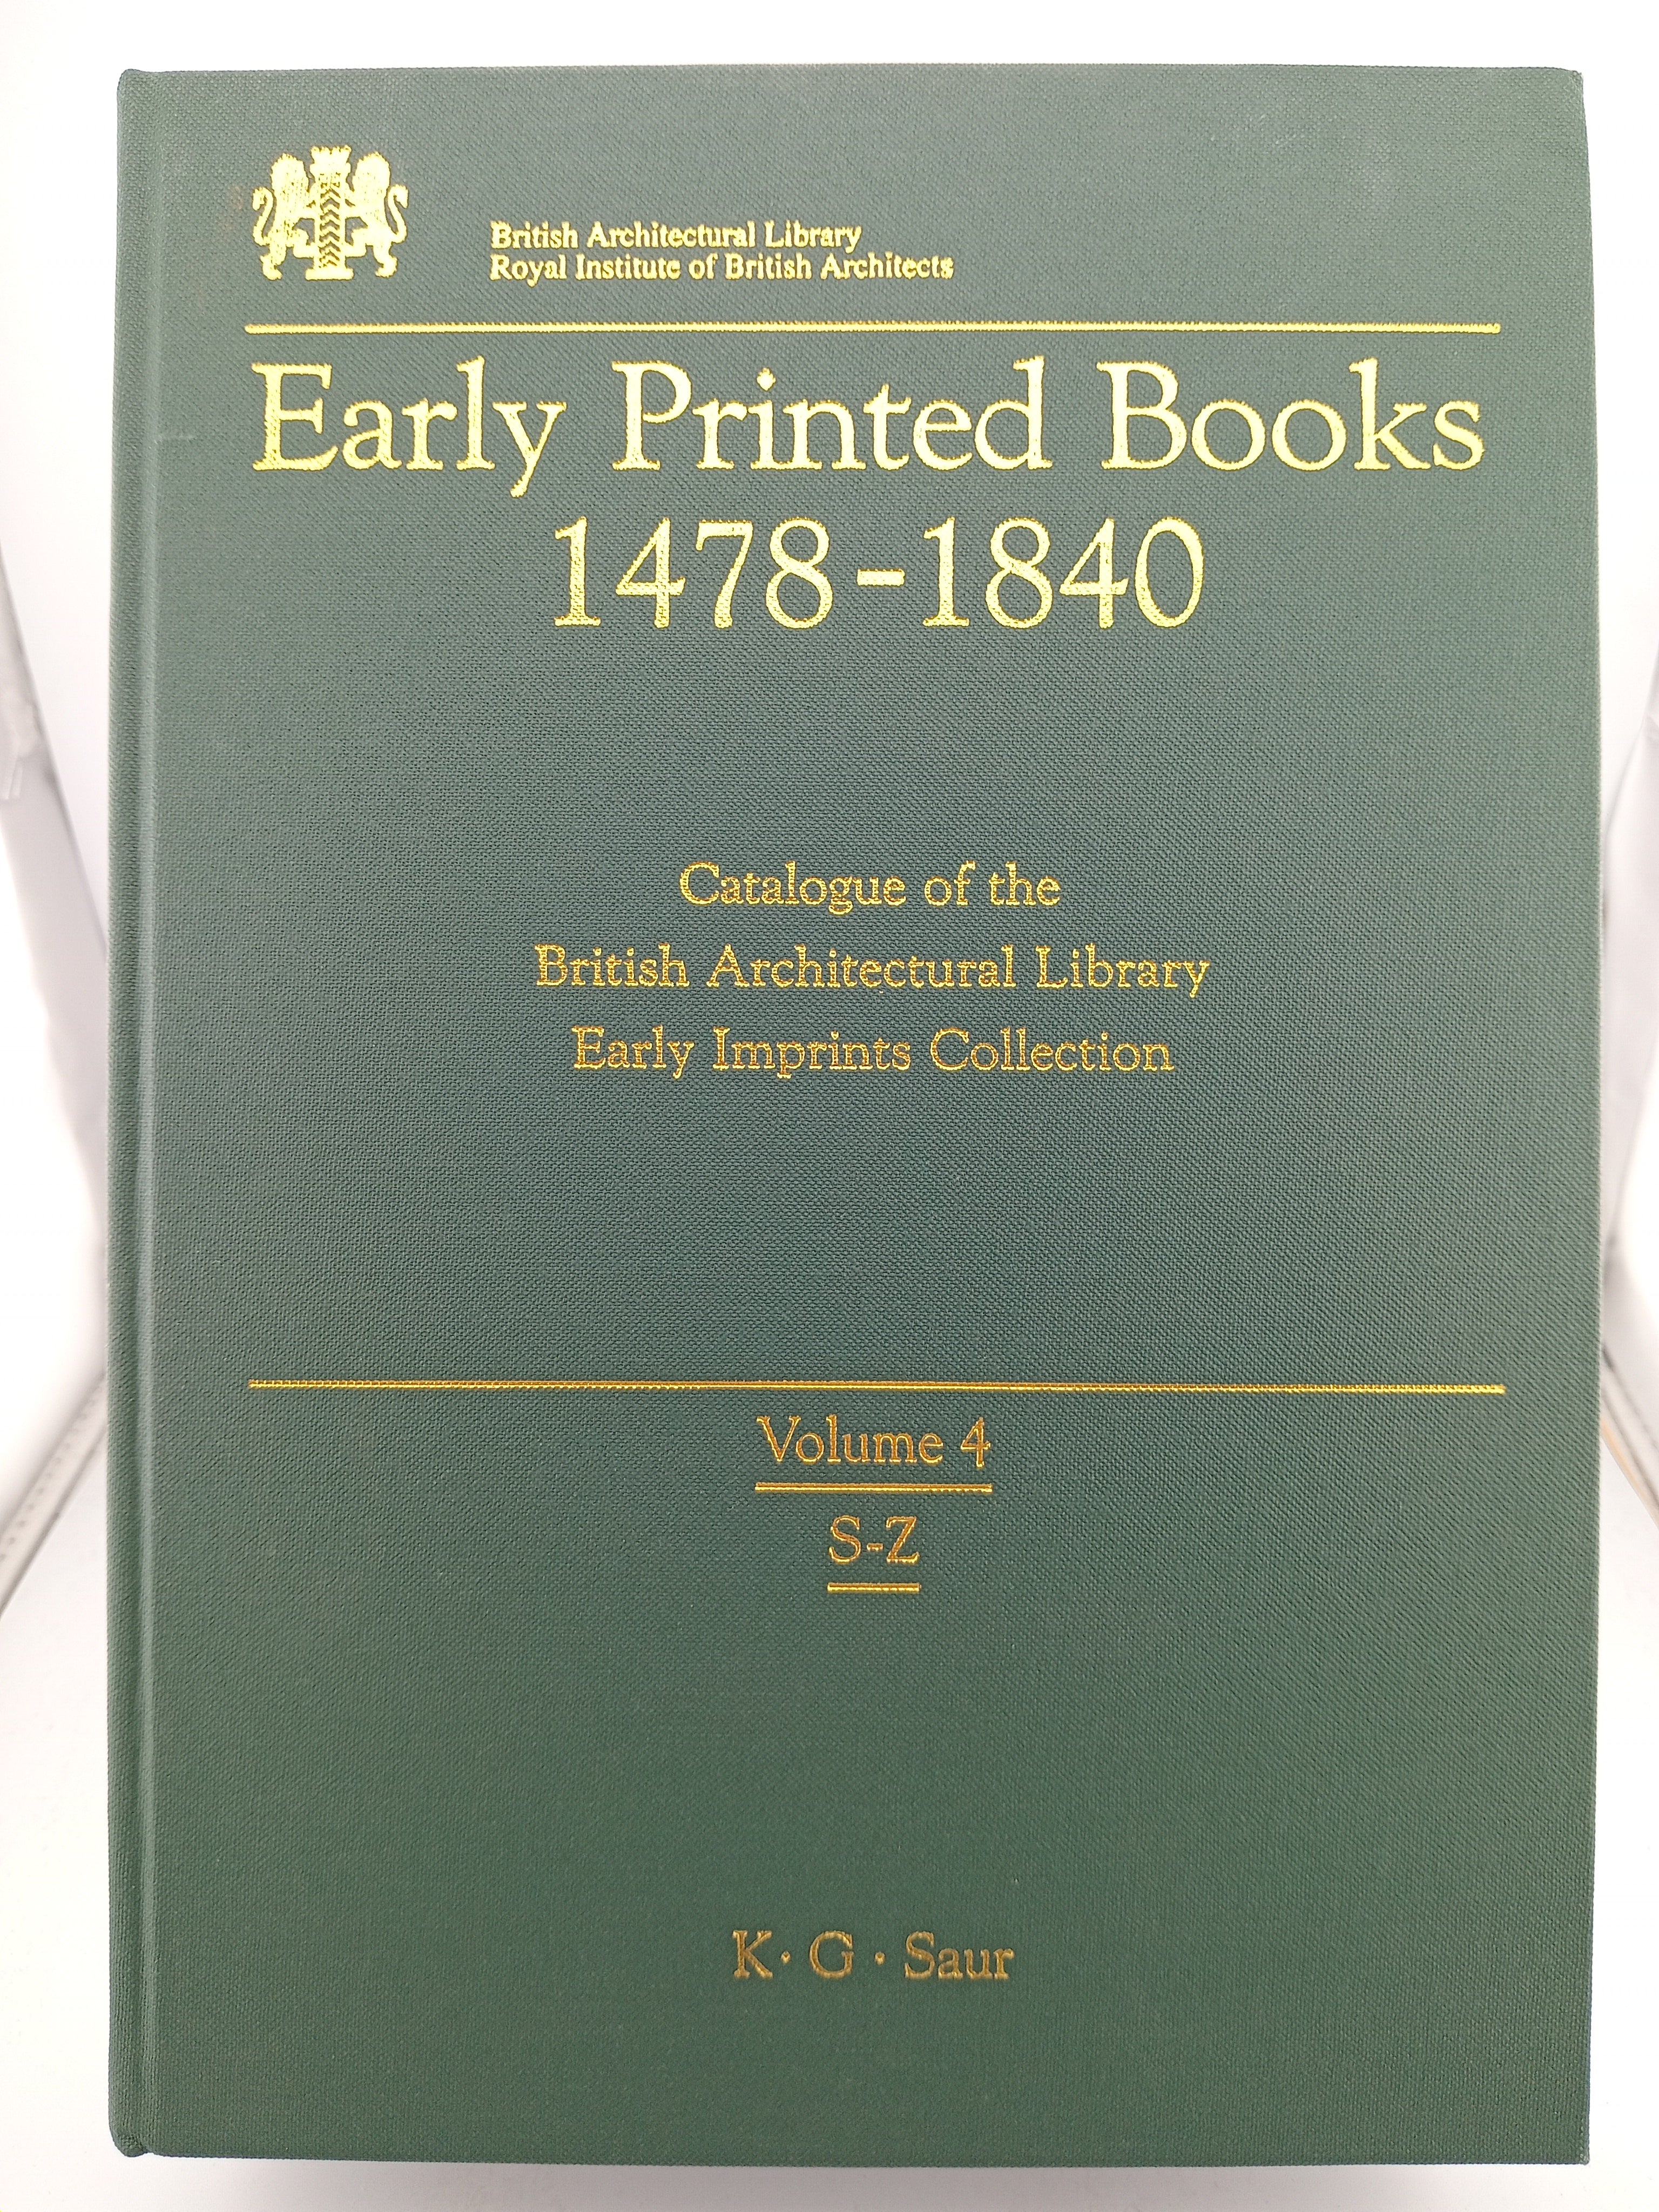 British Architectural Library
Royal Institute of British Architects
Early Printed Books
1478-1840
Catalogue of the
British Architectural Library
Early Imprints Collection
Volume 4
S-Z
K·G·Saur